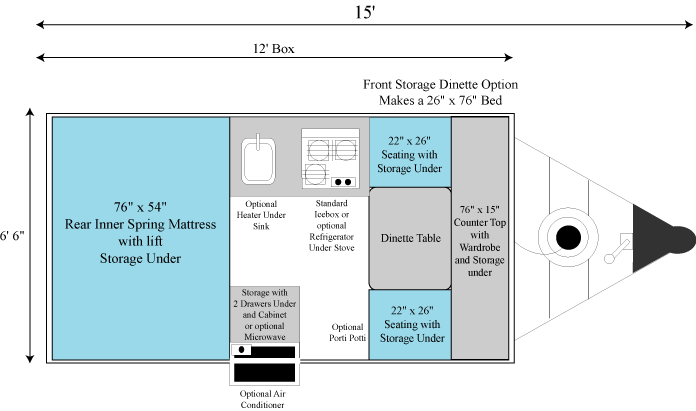 15'
12' Box
Front Storage Dinette Option
Makes a 26" x 76" Bed
6' 6"
76" x 54"
Rear Inner Spring Mattress
with lift
Storage Under
Optional
Heater Under
Sink
Standard
Icebox or
optional
Refrigerator
Under Stove
22" x 26"
Seating with
Storage Under
Dinette Table
76" x 15"
Counter Top
with
Wardrobe
and Storage
under
Storage with
2 Drawers Under
and Cabinet
or optional
Microwave
Optional
Porti Potti
22" x 26"
Seating with
Storage Under
Optional Air
Conditioner